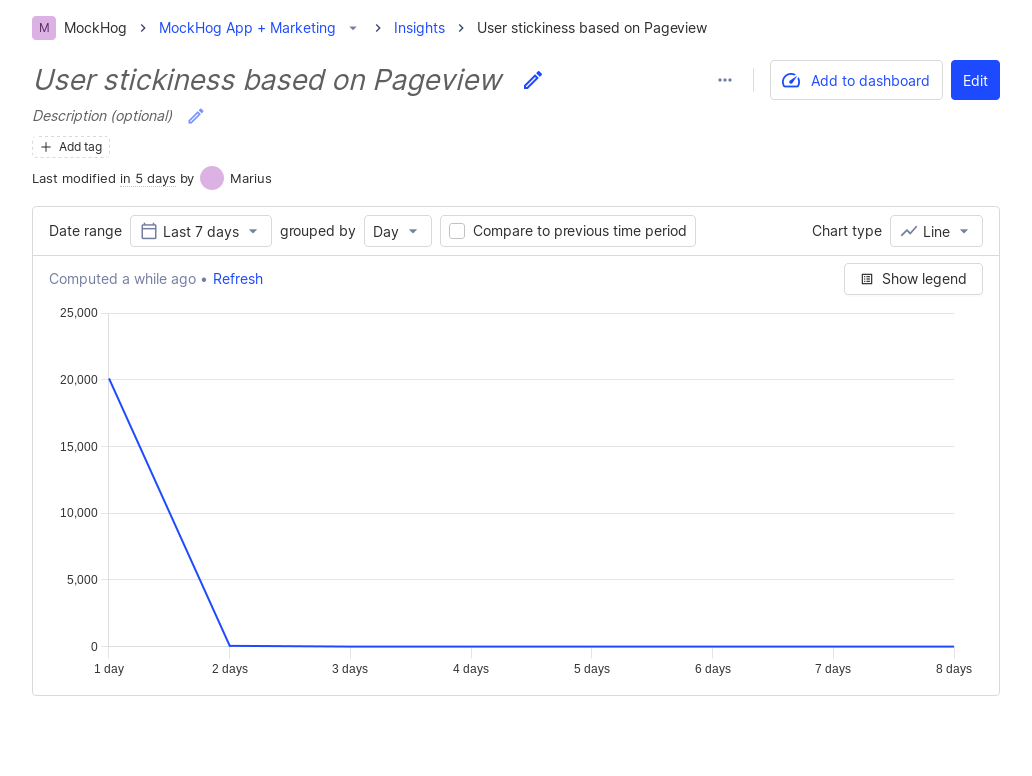 M MockHog MockHog App + Marketing Insights User stickiness based on Pageview
User stickiness based on Pageview
Add to dashboard Edit
Description (optional)
Add tag
Last modified in 5 days by Marius
Date range Last 7 days grouped by Day Compare to previous time period Chart type Line
Computed a while ago • Refresh Show legend
25,000
20,000
15,000
10,000
5,000
0
1 day 2 days 3 days 4 days 5 days 6 days 7 days 8 days